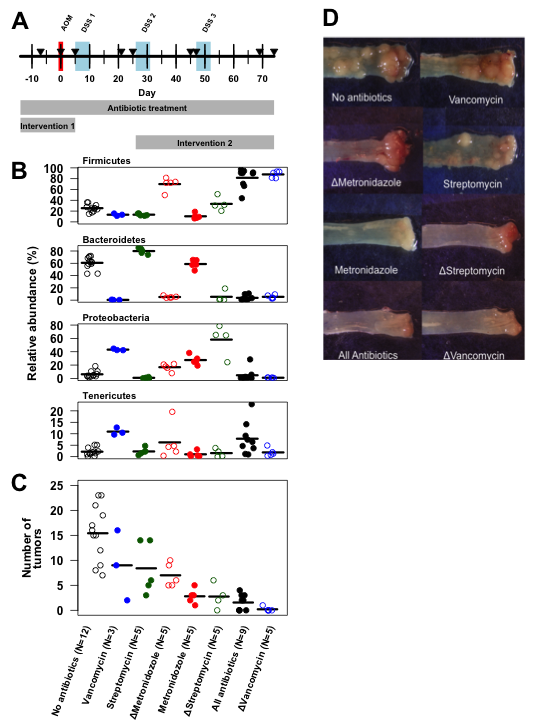 A
AOM
DSS 1
DSS 2
DSS 3
-10 0 10 20 30 40 50 60 70
Day
Antibiotic treatment
Intervention 1
Intervention 2
B
Relative abundance (%)
Firmicutes
100
80
60
40
20
0
Bacteroidetes
80
60
40
20
0
Proteobacteria
80
60
40
20
0
Tenericutes
20
15
10
5
0
C
Number of
tumors
25
20
15
10
5
0
No antibiotics (N=12)
Vancomycin (N=3)
Streptomycin (N=5)
ΔMetronidozole (N=5)
Metronidozole (N=5)
ΔStreptomycin (N=5)
All antibiotics (N=9)
ΔVancomycin (N=5)
D
No antibiotics
Vancomycin
ΔMetronidazole
Streptomycin
Metronidazole
ΔStreptomycin
All Antibiotics
ΔVancomycin